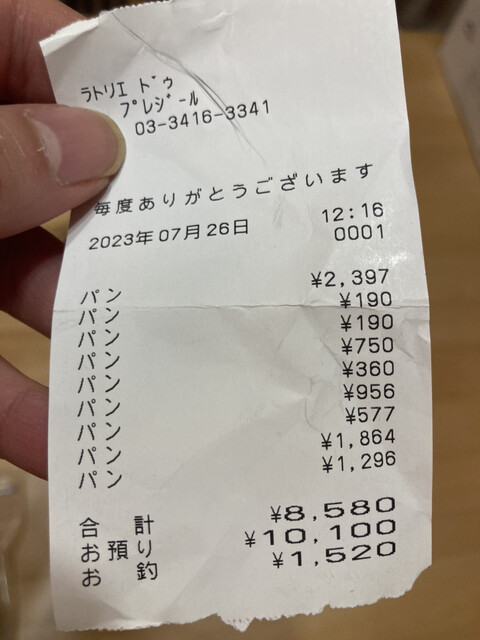 ラトリエ ドゥ
プレジール
03-3416-3341
毎度ありがとうございます
12:16
2023年07月26日 0001
パン ¥2,397
パン ¥190
パン ¥190
パン ¥750
パン ¥360
パン ¥956
パン ¥577
パン ¥1,864
パン ¥1,296
合計 ¥8,580
お預り ¥10,100
お釣 ¥1,520